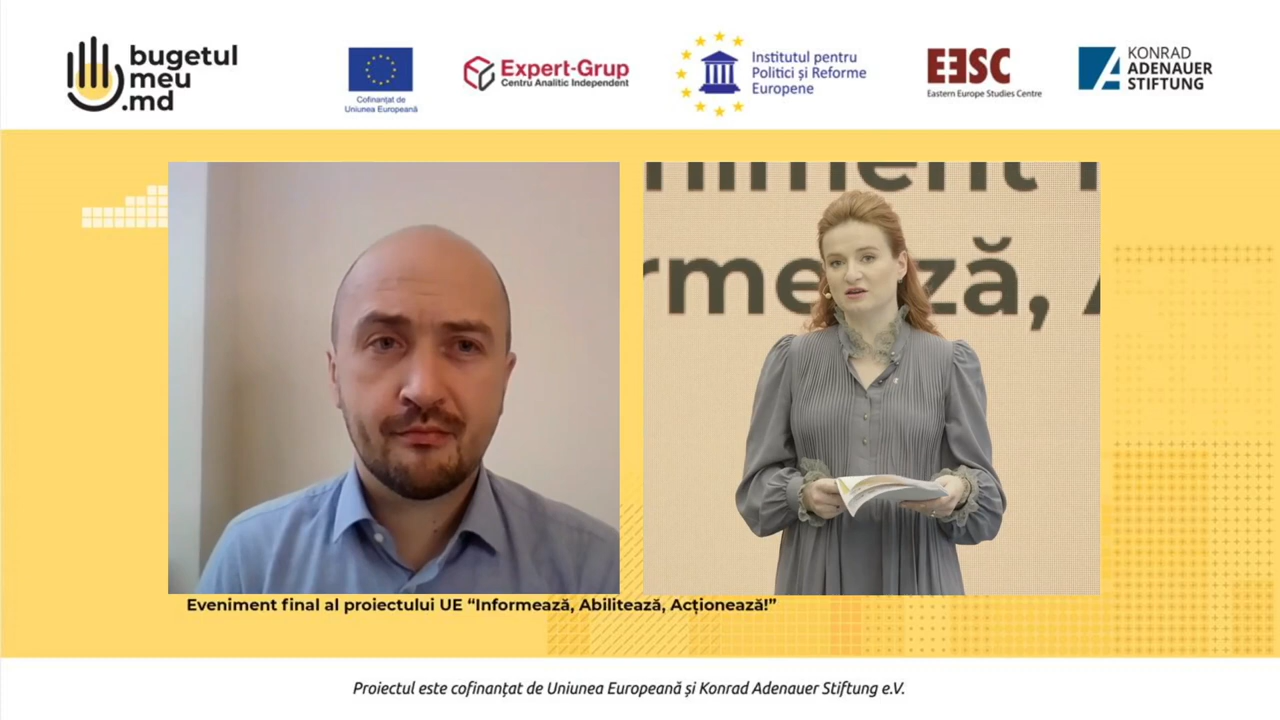 bugetul
meu
.md
Cofinanțat de
Uniunea Europeană
Expert-Grup
Centru Analitic Independent
Institutul pentru
Politici și Reforme
Europene
EESC
Eastern Europe Studies Centre
KONRAD
ADENAUER
STIFTUNG
niment
rmează, A
Eveniment final al proiectului UE “Informează, Abilitează, Acționează!”
Proiectul este cofinanțat de Uniunea Europeană și Konrad Adenauer Stiftung e.V.